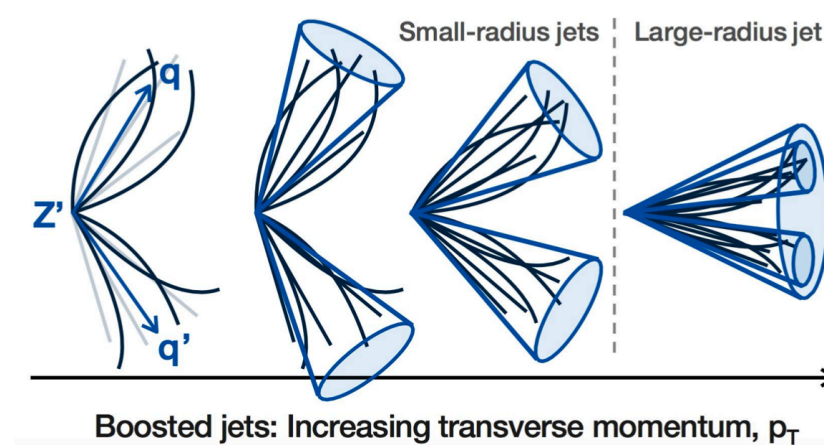 Small-radius jets
Large-radius jet
q
Z'
q'
Boosted jets: Increasing transverse momentum, pT